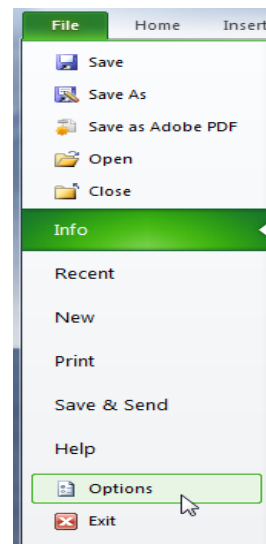 File Home Insert
Save
Save As
Save as Adobe PDF
Open
Close
Info
Recent
New
Print
Save & Send
Help
Options
Exit